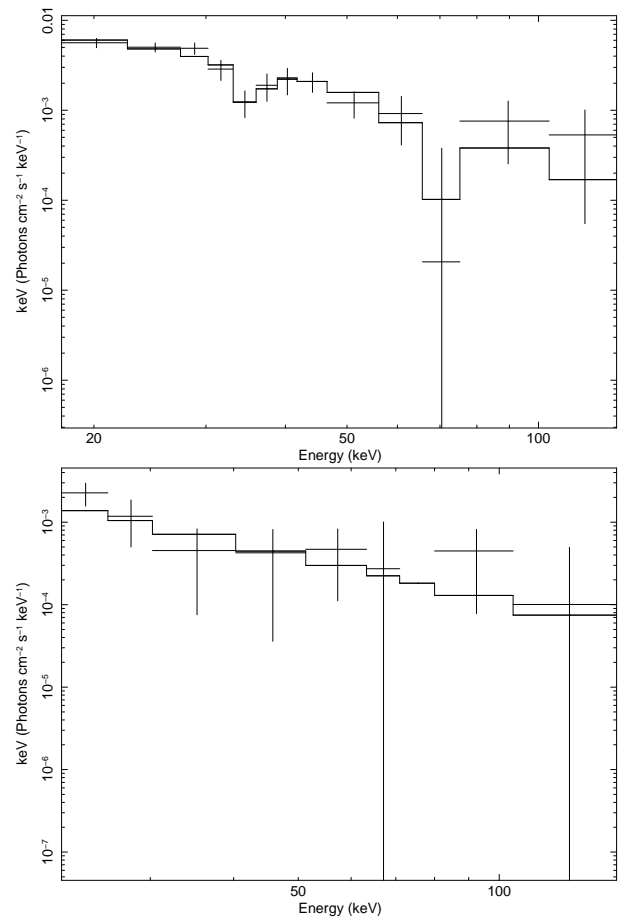 0.01
10⁻³
10⁻⁴
10⁻⁵
10⁻⁶
keV (Photons cm⁻² s⁻¹ keV⁻¹)
20 50 100
Energy (keV)
10⁻³
10⁻⁴
10⁻⁵
10⁻⁶
10⁻⁷
keV (Photons cm⁻² s⁻¹ keV⁻¹)
50 100
Energy (keV)